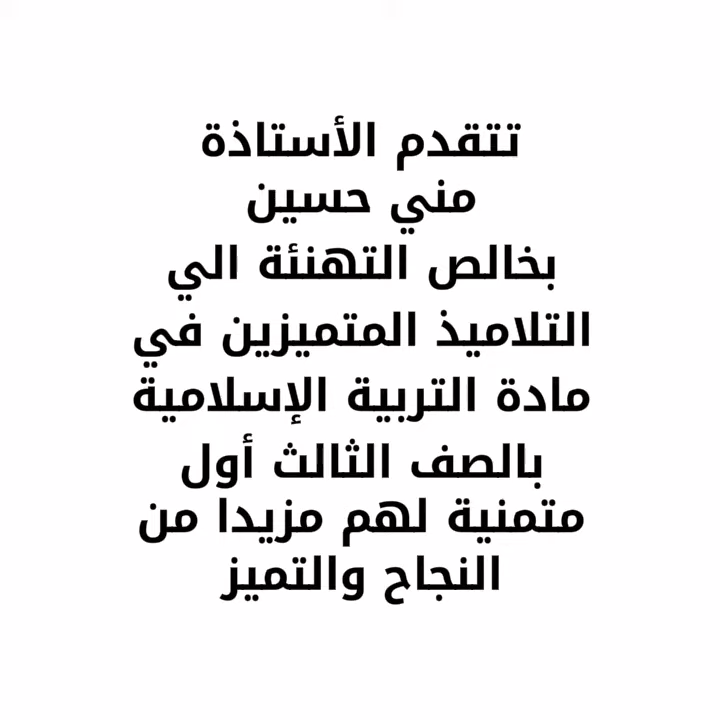 تتقدم الأستاذة
مني حسين
بخالص التهنئة الي
التلاميذ المتميزين في
مادة التربية الإسلامية
بالصف الثالث أول
متمنية لهم مزيدا من
النجاح والتميز